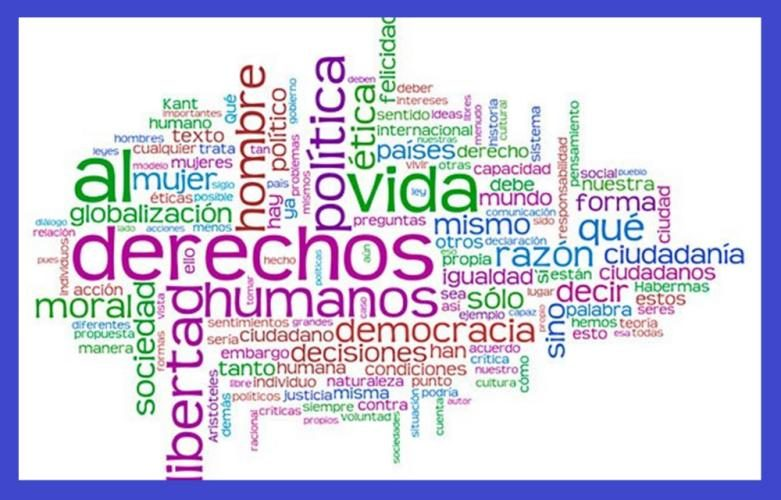 felicidad
deben
deber
intereses
Kant
importantes
Qué
gobierno
humano
hombre
político
política
ética
sentido
ideas
libres
menudo
historia
cultural
sistema
pensamiento
hombres
texto
internacional
nuestras
leyes
cualquier
trata
tan
problemas
mismos
países
derecho
responsabilidad
modelo
mujeres
vivir
otras
capacidad
social
pueblo
al
mujer
siglo
país
hay
ya
vida
ley
debe
nuestra
éticas
posible
mundo
forma
ciudad
globalización
comunicación
sido
diálogo
lado
acciones
menos
preguntas
mismo
qué
relación
derechos
otros
declaración
pues
individuos
ello
hecho
políticas
aún
eso
propia
razón
ciudadanía
igualdad
sí
están
ciudadanos
acción
tomar
humanos
caso
sea
sólo
lugar
decir
Habermas
moral
sociedad
vista
libertad
así
estos
ejemplo
capaz
propio
sino
palabra
seres
diferentes
sentimientos
grandes
democracia
hemos
teoría
propuesta
formas
sería
ciudadano
esto
esa
todas
manera
embargo
decisiones
han
acuerdo
crítica
tanto
humana
condiciones
nuestro
cómo
Aristóteles
libre
individuo
naturaleza
punto
cultura
demás
políticos
justicia
misma
podría
racional
críticas
siempre
contra
situación
cuenta
autor
propios
voluntad
sociedades